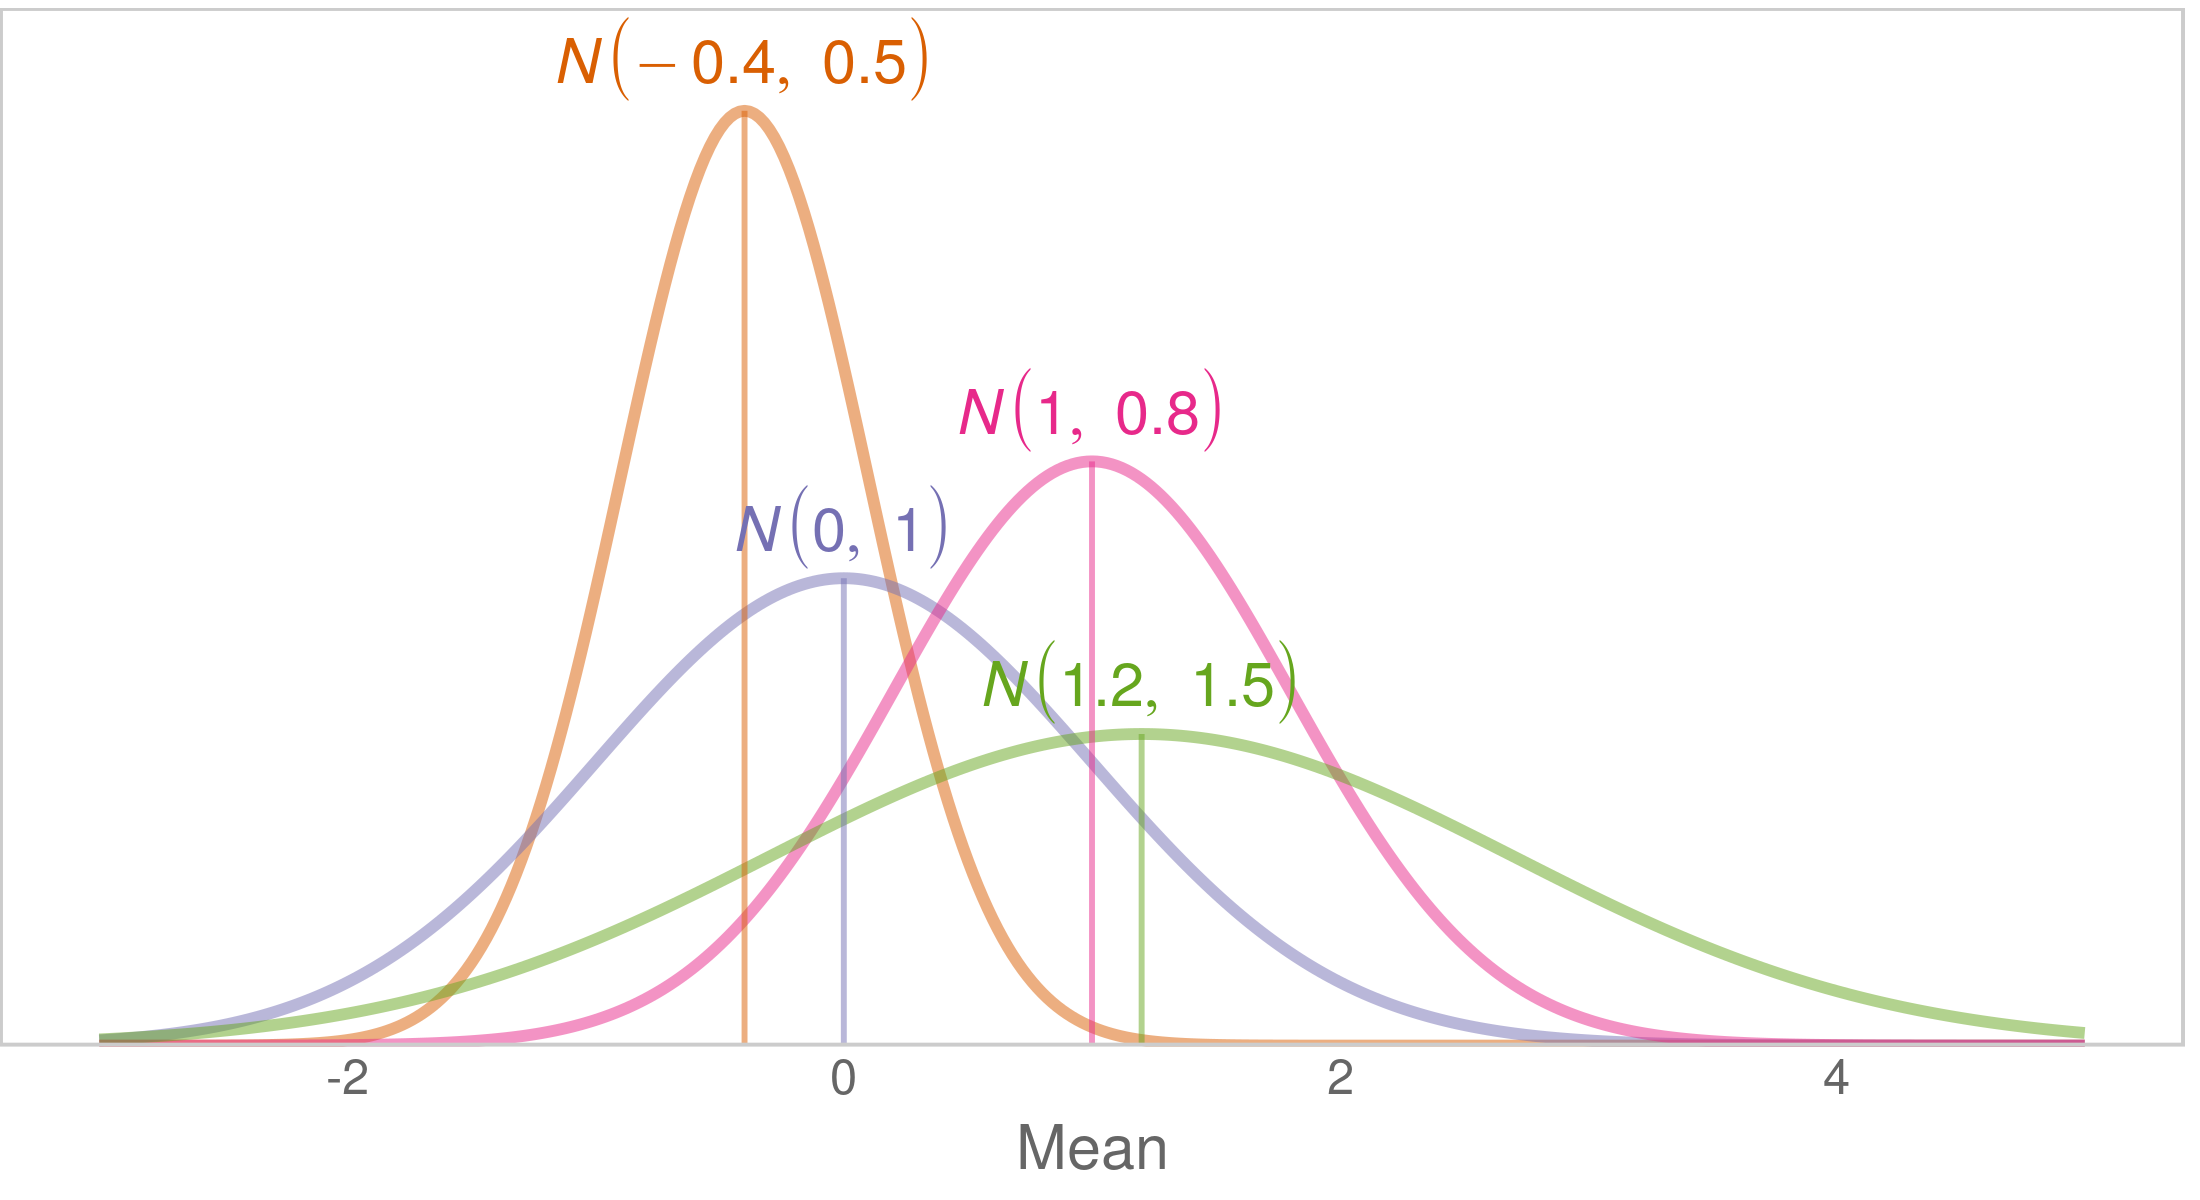 N(− 0.4, 0.5)
N(1, 0.8)
N(0, 1)
N(1.2, 1.5)
-2 0 2 4
Mean